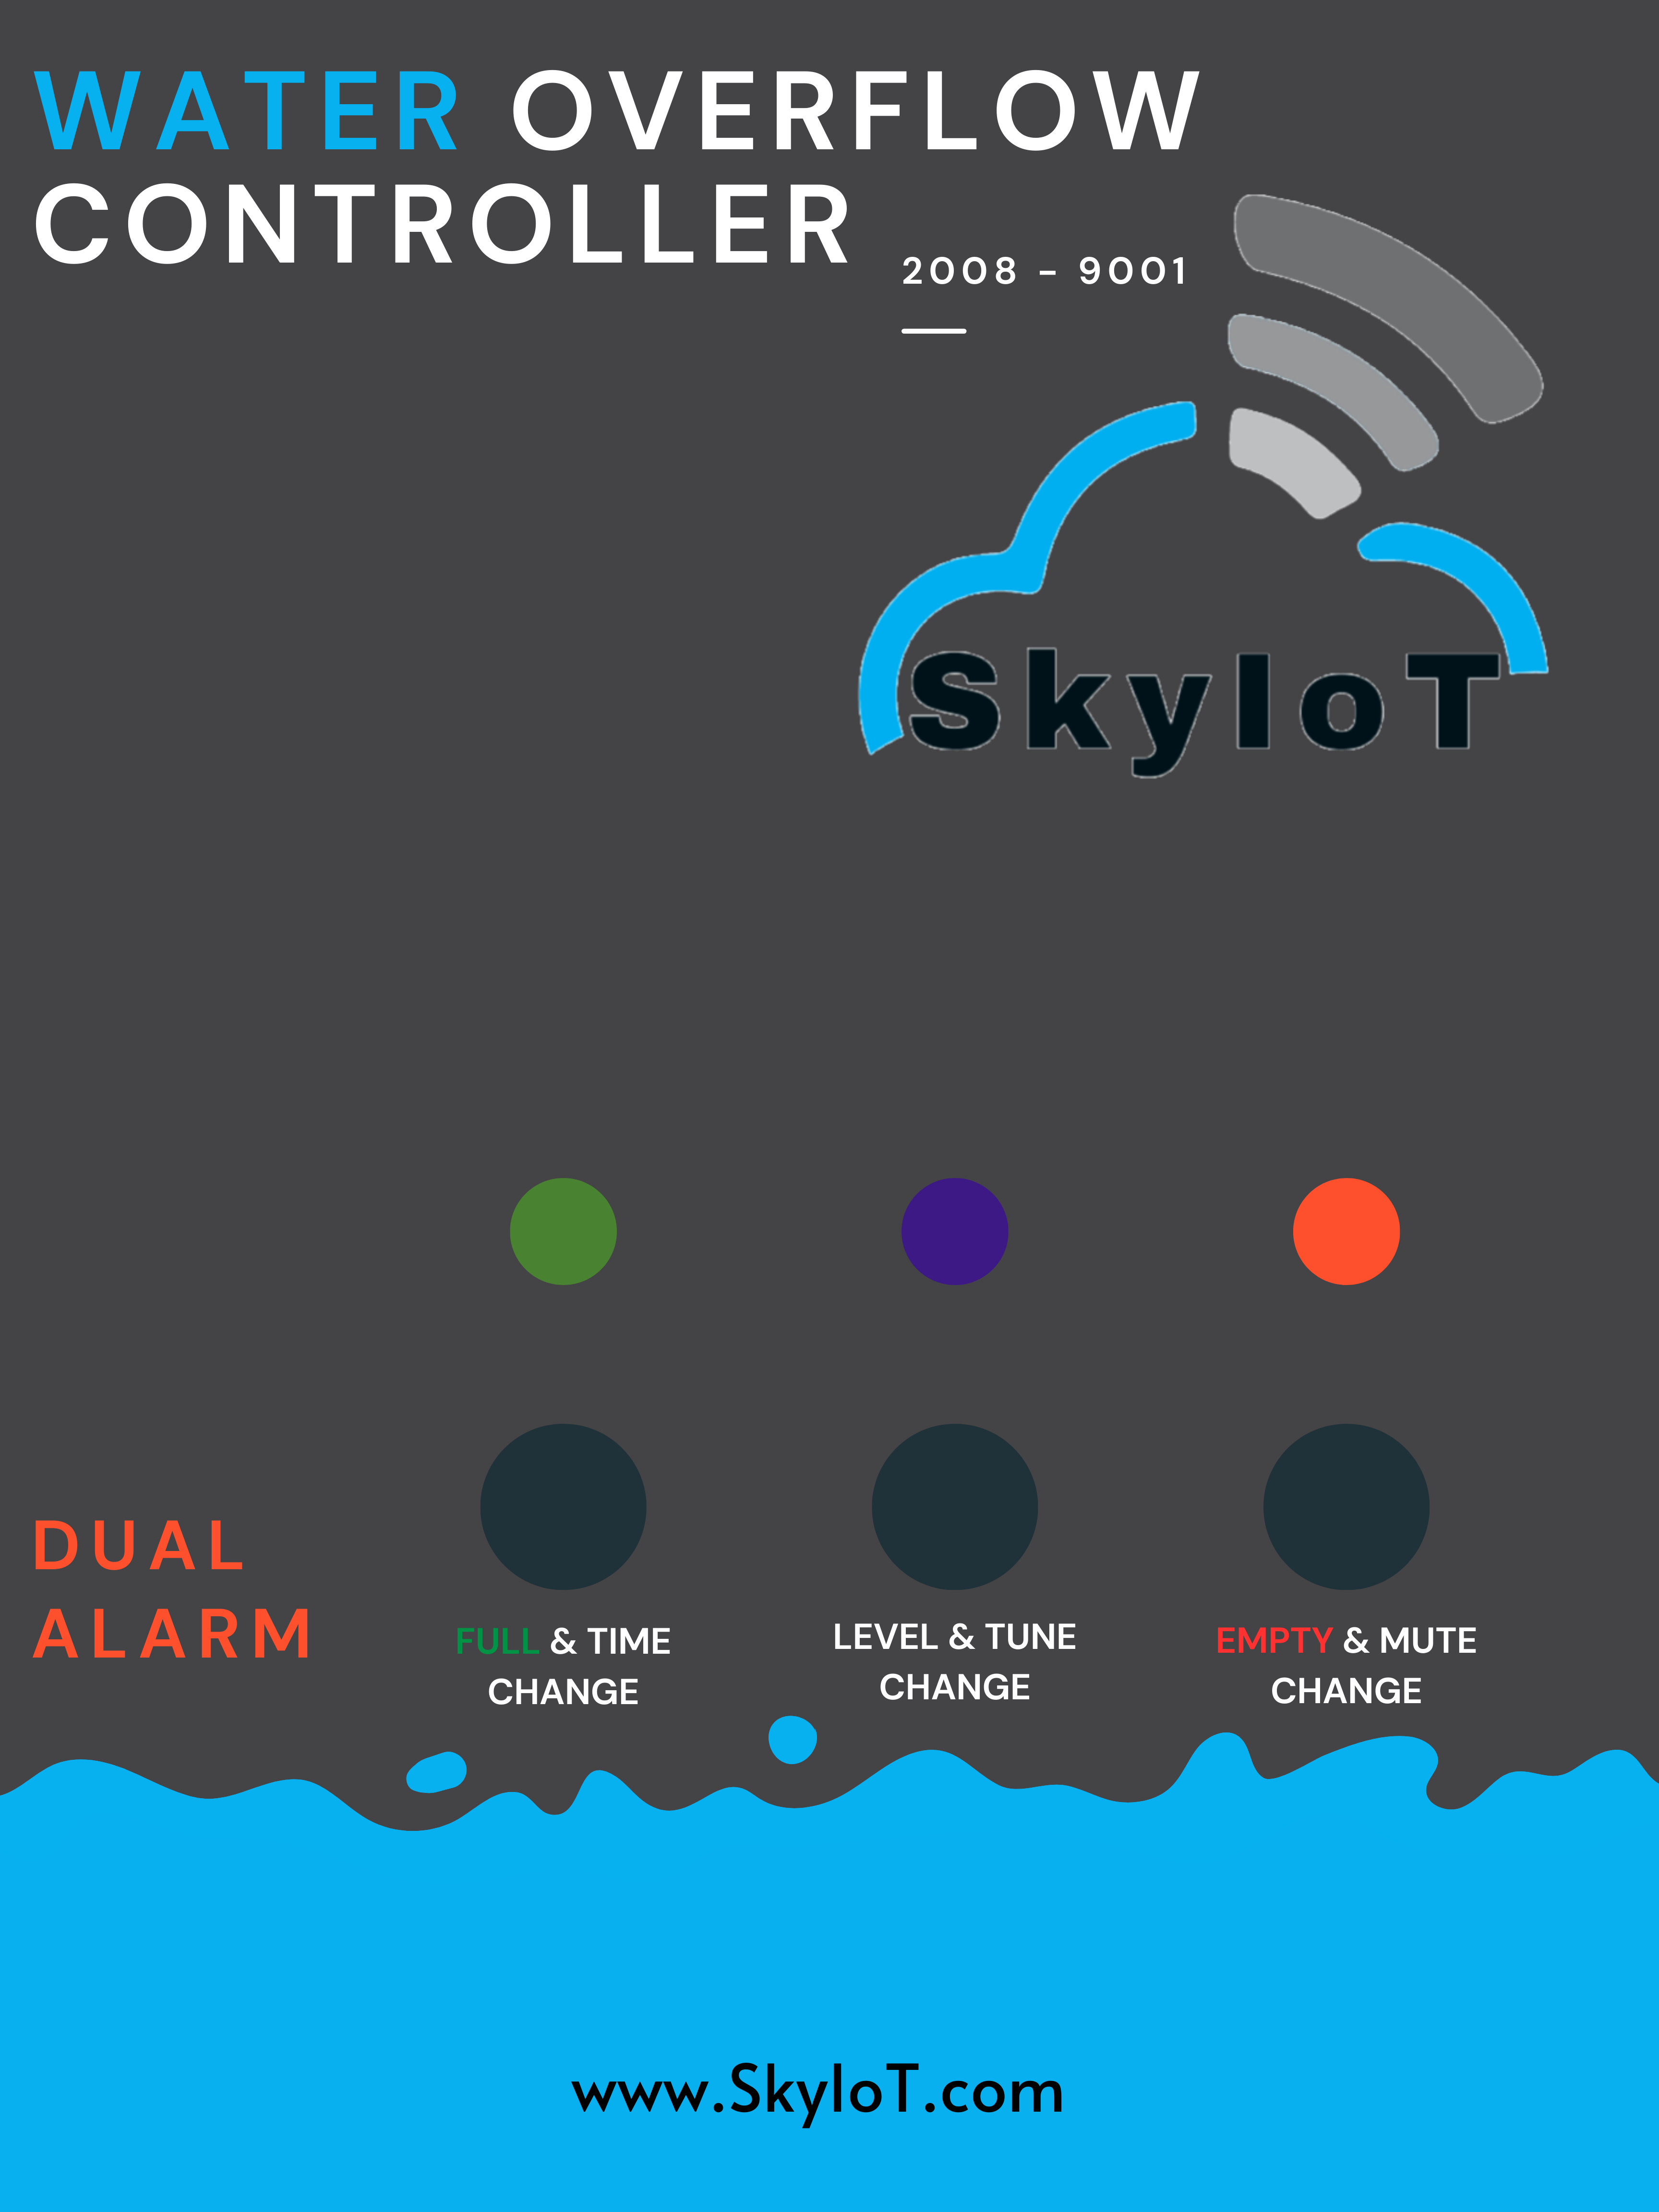 WATER OVERFLOW
CONTROLLER
2008 - 9001
SkyIoT
DUAL
ALARM
FULL & TIME
CHANGE
LEVEL & TUNE
CHANGE
EMPTY & MUTE
CHANGE
www.SkyIoT.com